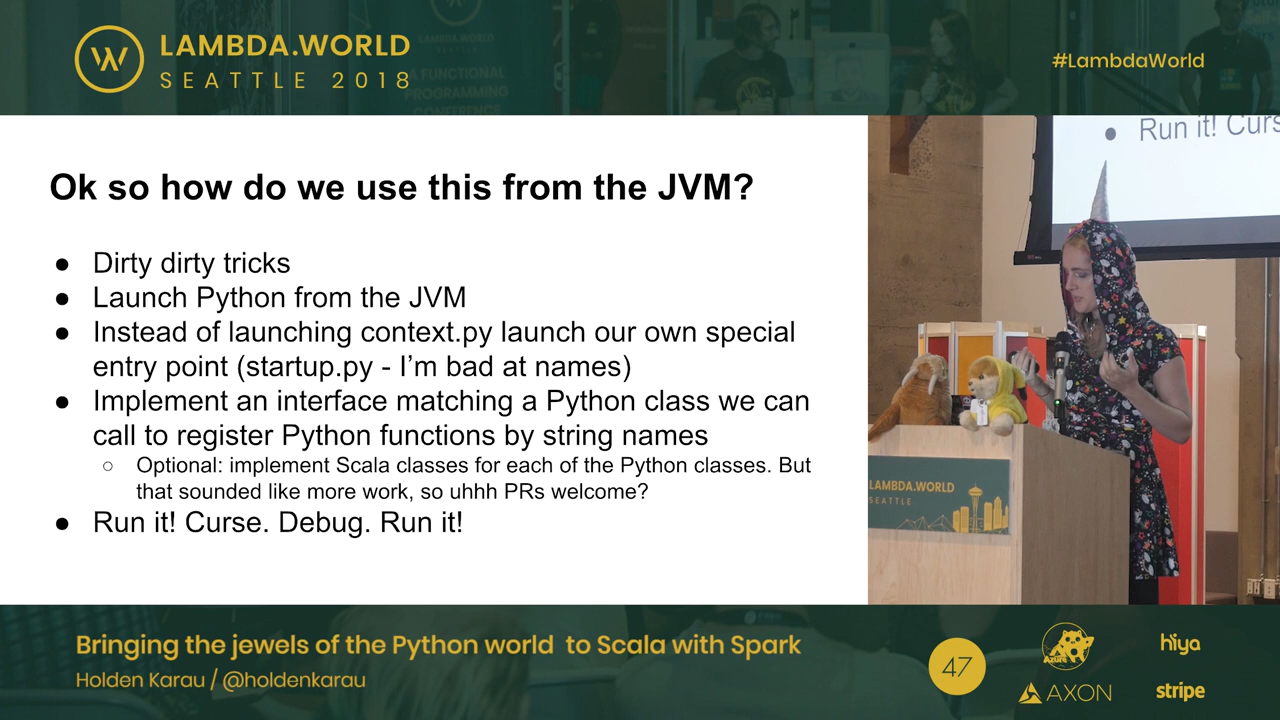 LAMBDA.WORLD
SEATTLE 2018
A FUNCTIONAL
PROGRAMMING
CONFERENCE
#LambdaWorld
Ok so how do we use this from the JVM?
● Dirty dirty tricks
● Launch Python from the JVM
● Instead of launching context.py launch our own special
entry point (startup.py - I’m bad at names)
● Implement an interface matching a Python class we can
call to register Python functions by string names
○ Optional: implement Scala classes for each of the Python classes. But
that sounded like more work, so uhhh PRs welcome?
● Run it! Curse. Debug. Run it!
● Run it! Curs
LAMBDA.WORLD
SEATTLE
Bringing the jewels of the Python world to Scala with Spark
Holden Karau / @holdenkarau
47
Azure
hiya
AXON
stripe